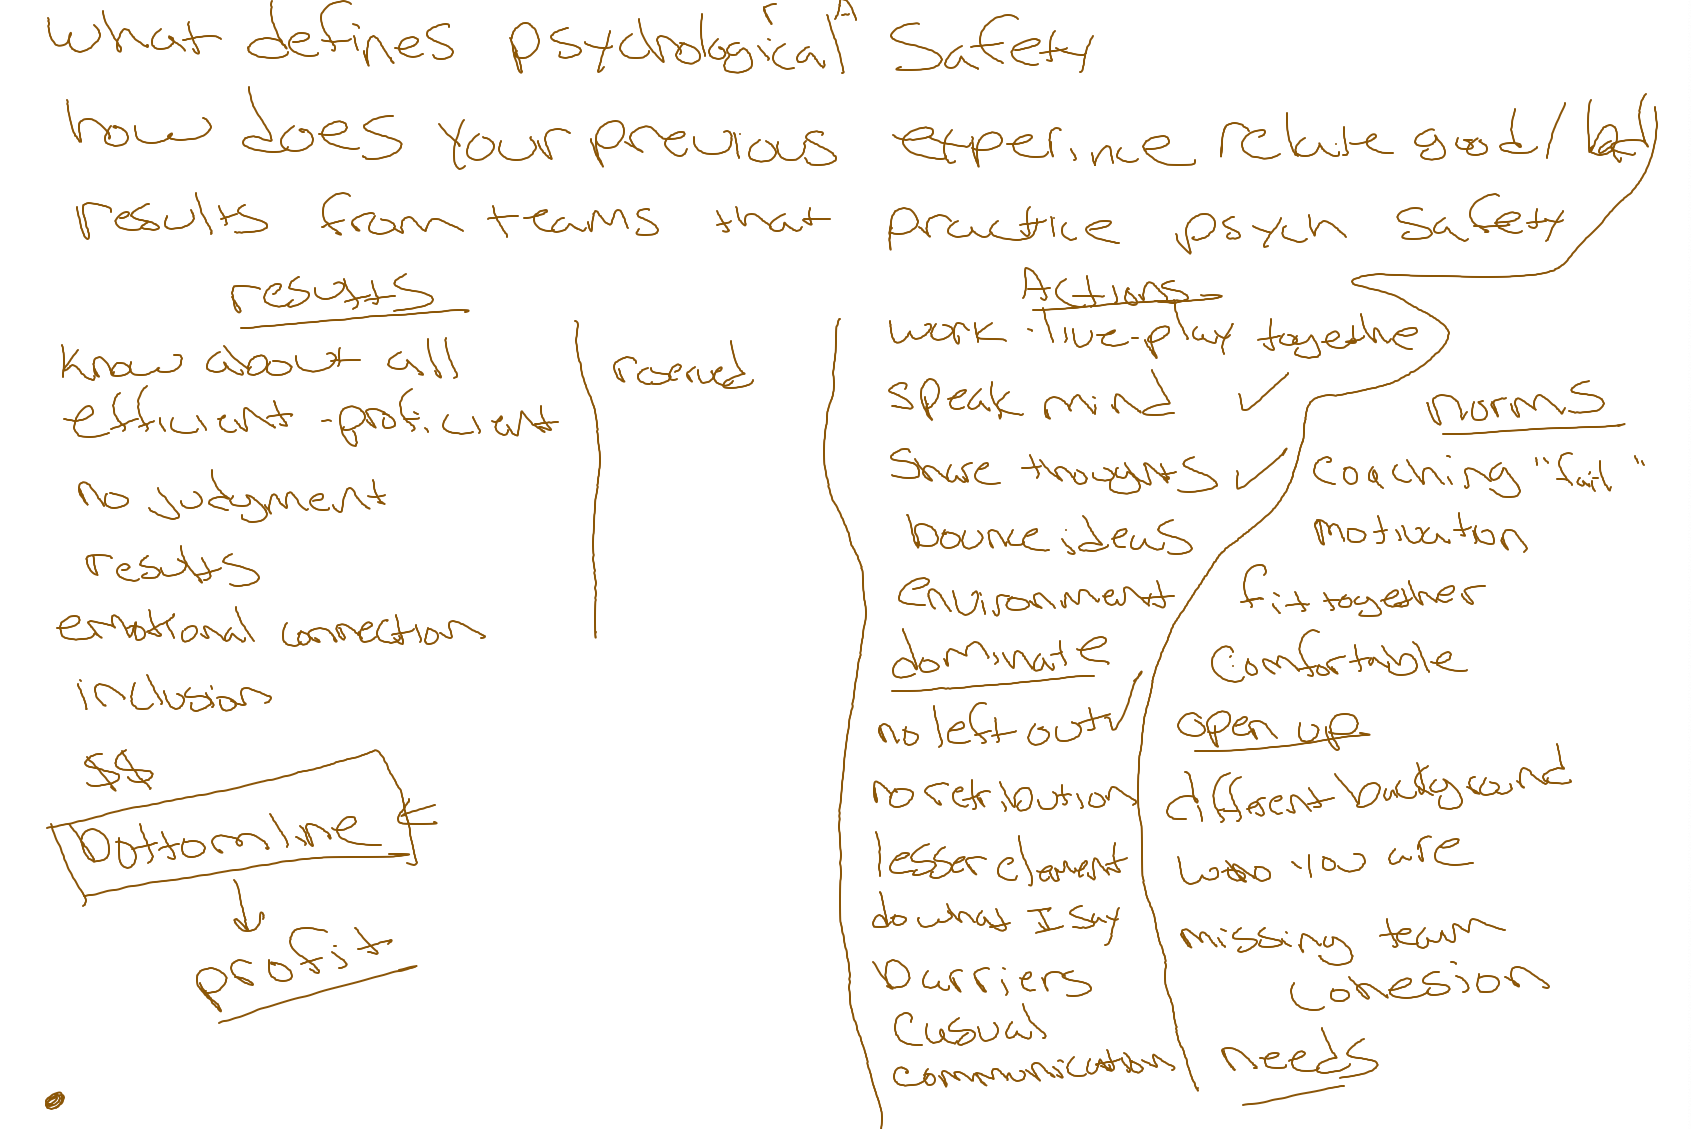 what defines psychological Safety
how does your previous experince relate good/bad
results from teams that practice psych safety
results
know about all
efficient - proficient
no judgment
results
emotional connection
inclusion
$$
bottomline
profit
reserved
Actions
work-live-play together
speak mind ✓
Share thoughts ✓
bounce ideas
environment
dominate
no left out ✓
no retribution
lesser element
do what I say
barriers
casual
communication
norms
coaching "fail"
motivation
fit together
comfortable
open up
different background
who you are
missing team
cohesion
needs